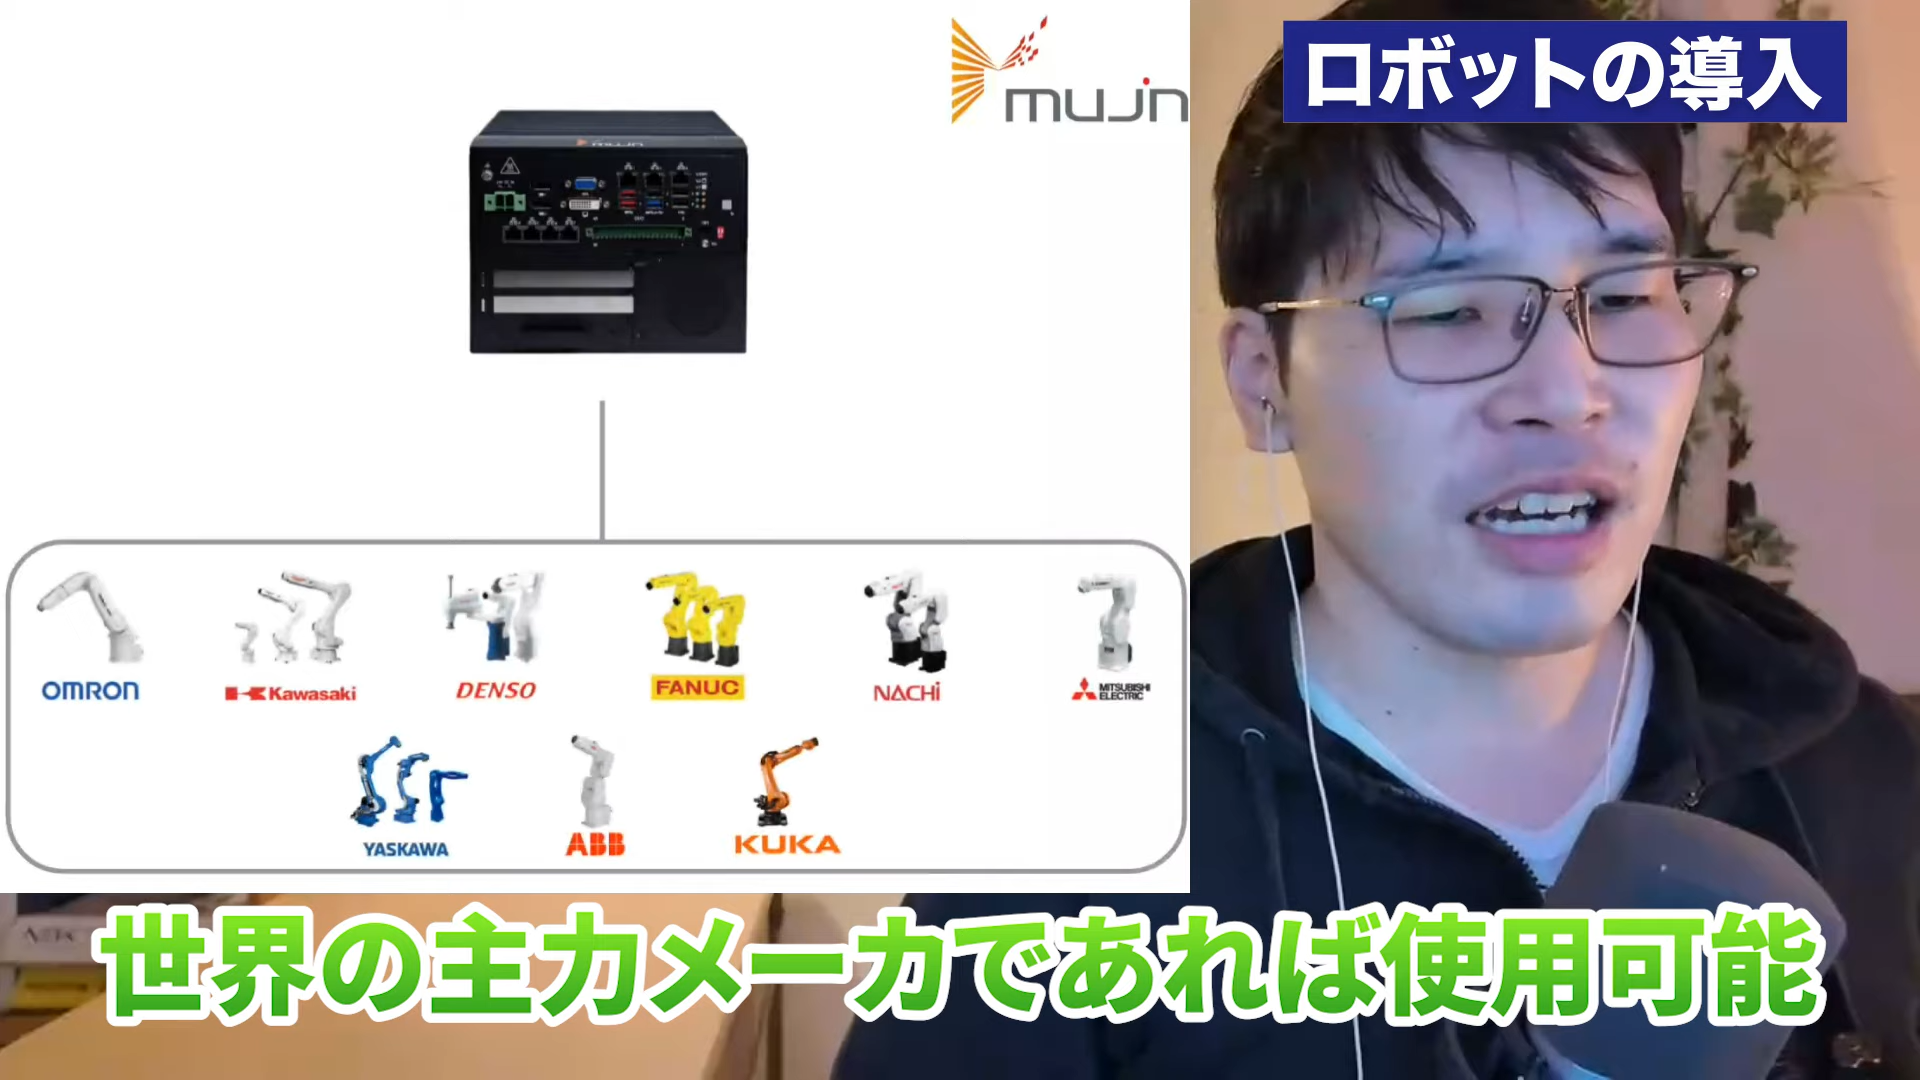 mujin
ロボットの導入
mujin
OMRON
Kawasaki
DENSO
FANUC
NACHi
MITSUBISHI
ELECTRIC
YASKAWA
ABB
KUKA
世界の主力メーカであれば使用可能